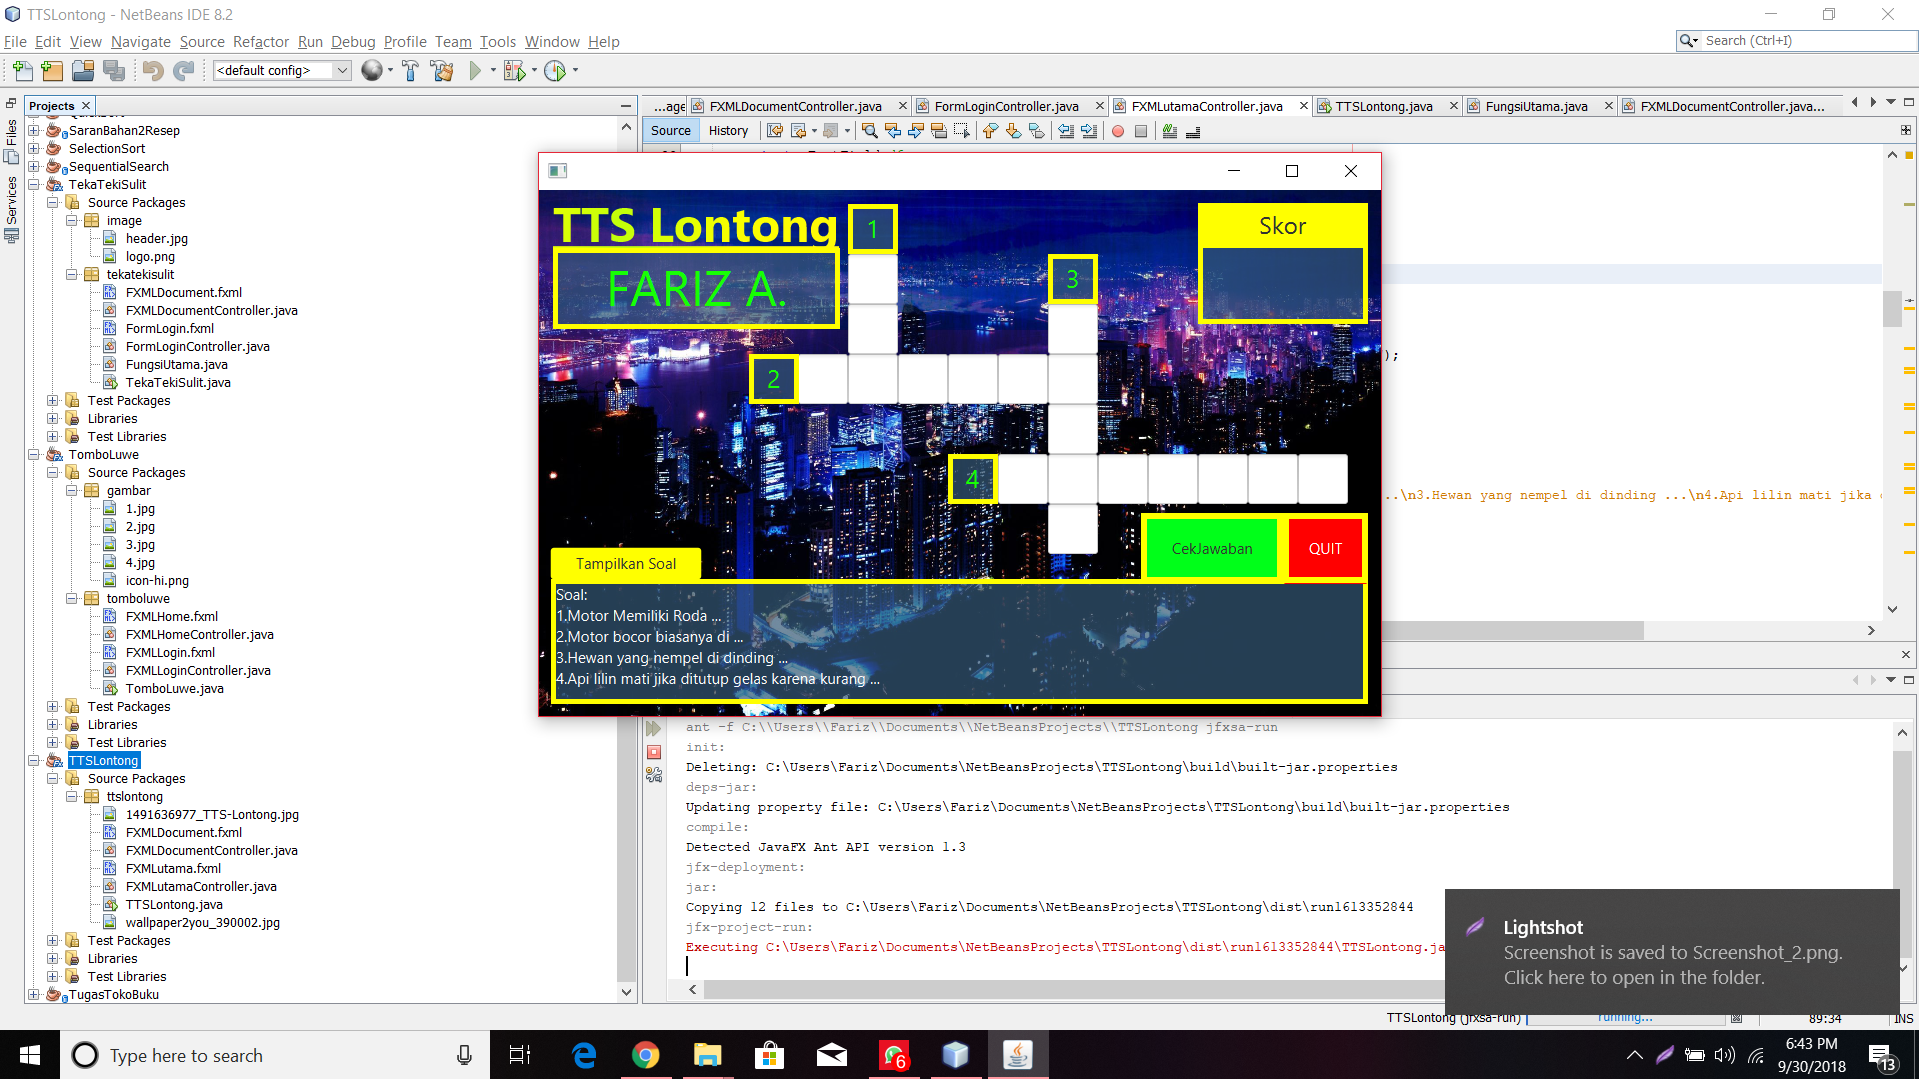 TTSLontong - NetBeans IDE 8.2
File Edit View Navigate Source Refactor Run Debug Profile Team Tools Window Help
Search (Ctrl+I)
<default config>
Projects
Files
Services
SaranBahan2Resep
SelectionSort
SequentialSearch
TekaTekiSulit
Source Packages
image
header.jpg
logo.png
tekatekisulit
FXMLDocument.fxml
FXMLDocumentController.java
FormLogin.fxml
FormLoginController.java
FungsiUtama.java
TekaTekiSulit.java
Test Packages
Libraries
Test Libraries
TomboLuwe
Source Packages
gambar
1.jpg
2.jpg
3.jpg
4.jpg
icon-hi.png
tomboluwe
FXMLHome.fxml
FXMLHomeController.java
FXMLLogin.fxml
FXMLLoginController.java
TomboLuwe.java
Test Packages
Libraries
Test Libraries
TTSLontong
Source Packages
ttslontong
1491636977_TTS-Lontong.jpg
FXMLDocument.fxml
FXMLDocumentController.java
FXMLutama.fxml
FXMLutamaController.java
TTSLontong.java
wallpaper2you_390002.jpg
Test Packages
Libraries
Test Libraries
TugasTokoBuku
...age FXMLDocumentController.java FormLoginController.java FXMLutamaController.java TTSLontong.java FungsiUtama.java FXMLDocumentController.java...
Source History
);
..\n3.Hewan yang nempel di dinding ...\n4.Api lilin mati jika
TTS Lontong
FARIZ A.
1
3
2
4
Skor
CekJawaban
QUIT
Tampilkan Soal
Soal:
1.Motor Memiliki Roda ...
2.Motor bocor biasanya di ...
3.Hewan yang nempel di dinding ...
4.Api lilin mati jika ditutup gelas karena kurang ...
ant -f C:\\Users\\Fariz\\Documents\\NetBeansProjects\\TTSLontong jfxsa-run
init:
Deleting: C:\Users\Fariz\Documents\NetBeansProjects\TTSLontong\build\built-jar.properties
deps-jar:
Updating property file: C:\Users\Fariz\Documents\NetBeansProjects\TTSLontong\build\built-jar.properties
compile:
Detected JavaFX Ant API version 1.3
jfx-deployment:
jar:
Copying 12 files to C:\Users\Fariz\Documents\NetBeansProjects\TTSLontong\dist\run1613352844
jfx-project-run:
Executing C:\Users\Fariz\Documents\NetBeansProjects\TTSLontong\dist\run1613352844\TTSLontong.ja
Lightshot
Screenshot is saved to Screenshot_2.png.
Click here to open in the folder.
TTSLontong (jfxsa-run) running... 89:34 INS
Type here to search
6
6:43 PM
9/30/2018
13